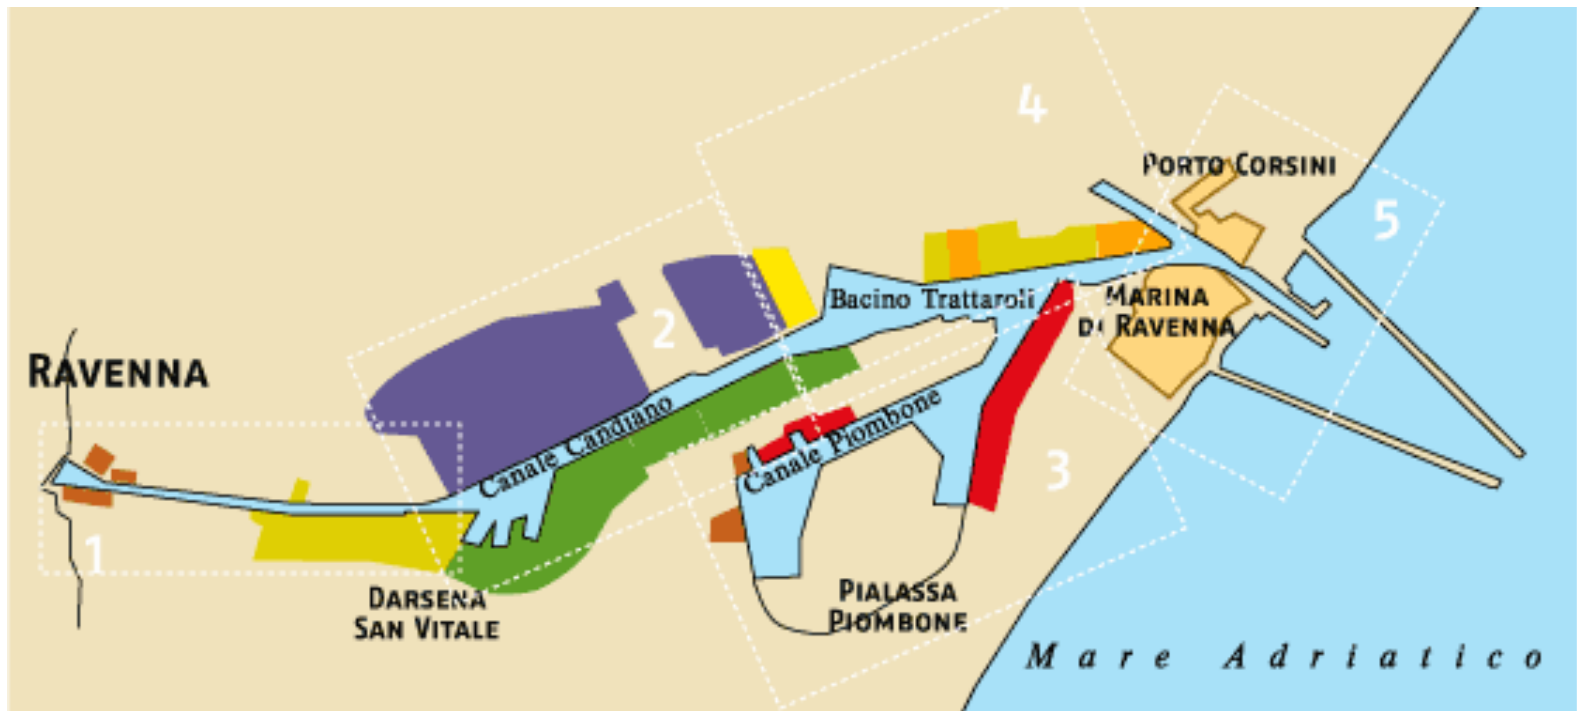 4
PORTO CORSINI
5
Bacino Trattaroli
MARINA
DI RAVENNA
2
RAVENNA
Canale Candiano
Canale Piombone
3
1
DARSENA
SAN VITALE
PIALASSA
PIOMBONE
Mare Adriatico